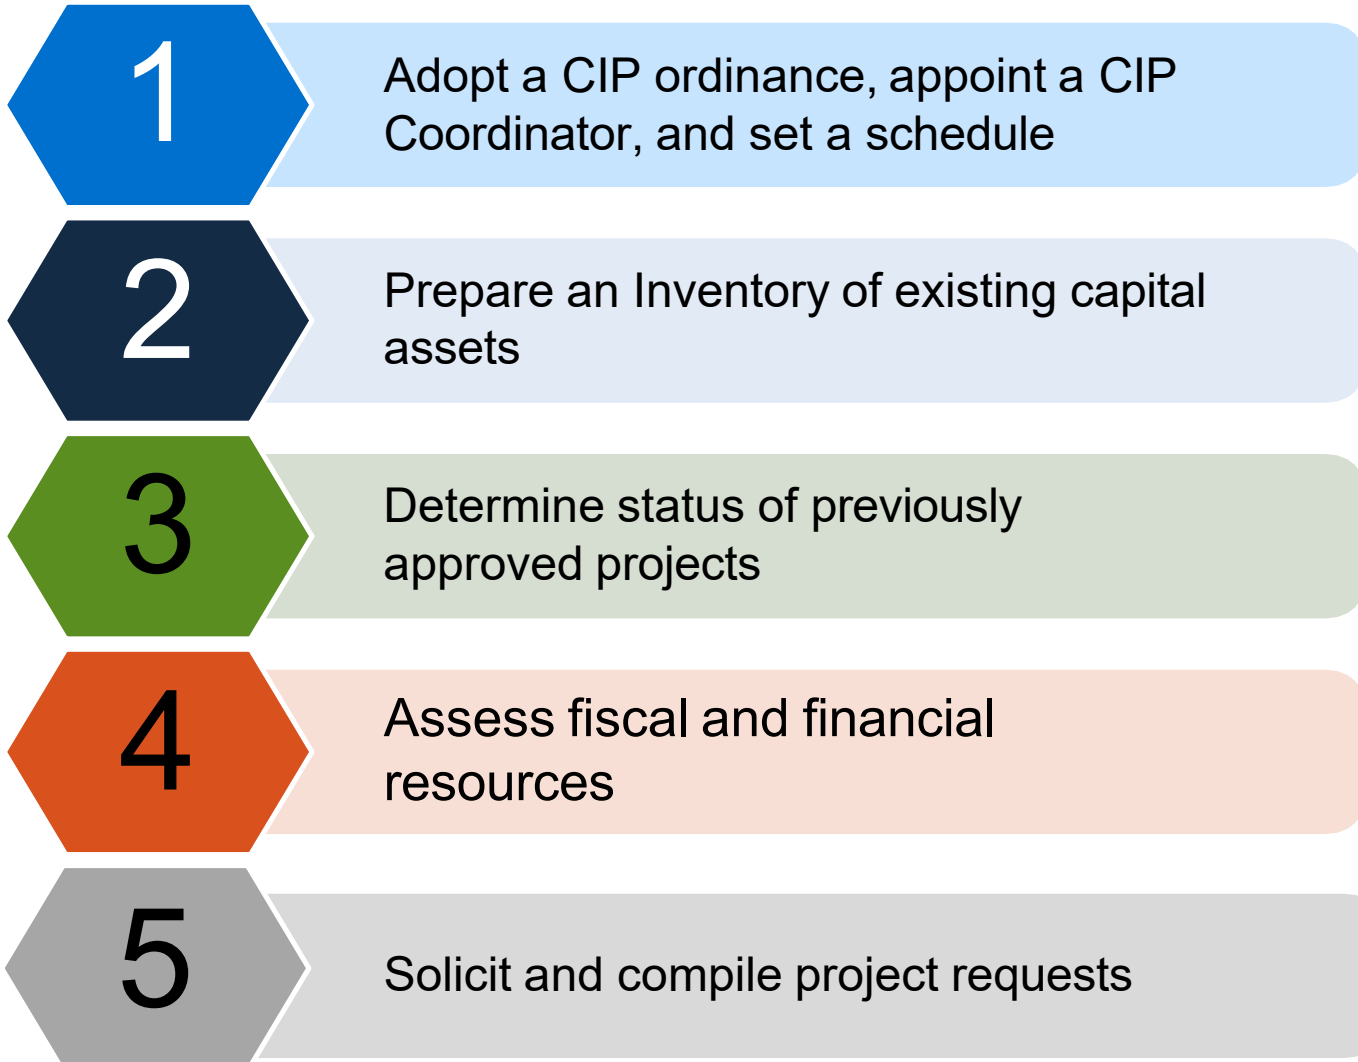 1
Adopt a CIP ordinance, appoint a CIP
Coordinator, and set a schedule
2
Prepare an Inventory of existing capital
assets
3
Determine status of previously
approved projects
4
Assess fiscal and financial
resources
5
Solicit and compile project requests